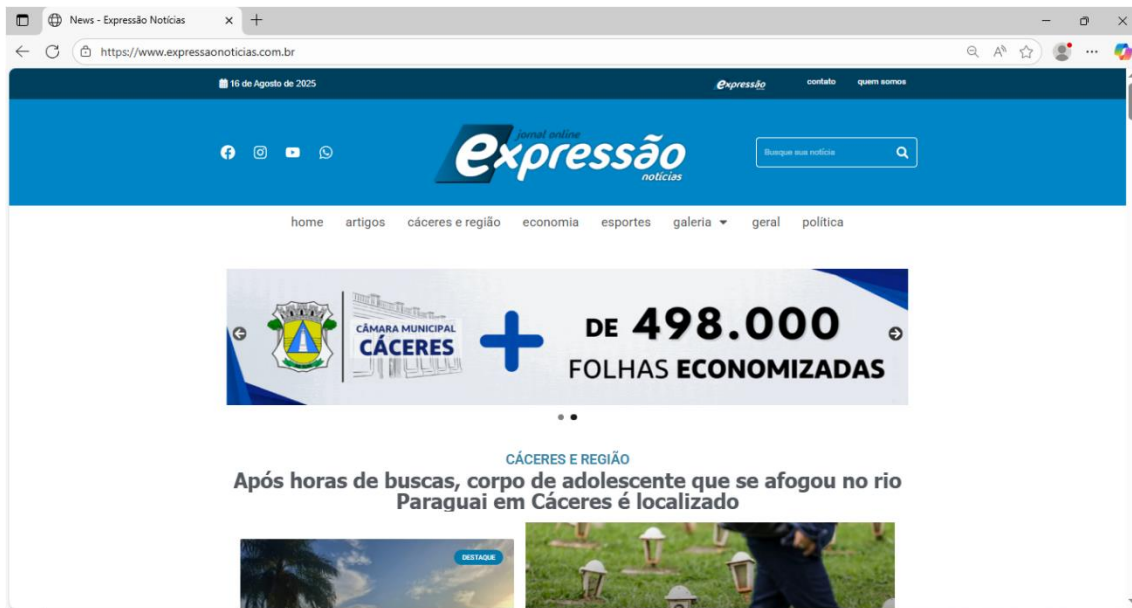 News - Expressão Notícias
https://www.expressaonoticias.com.br
16 de Agosto de 2025
expressão
contato
quem somos
jornal online
expressão
notícias
Busque sua notícia
home artigos cáceres e região economia esportes galeria geral política
CÂMARA MUNICIPAL
CÁCERES
DE 498.000
FOLHAS ECONOMIZADAS
CÁCERES E REGIÃO
Após horas de buscas, corpo de adolescente que se afogou no rio
Paraguai em Cáceres é localizado
DESTAQUE